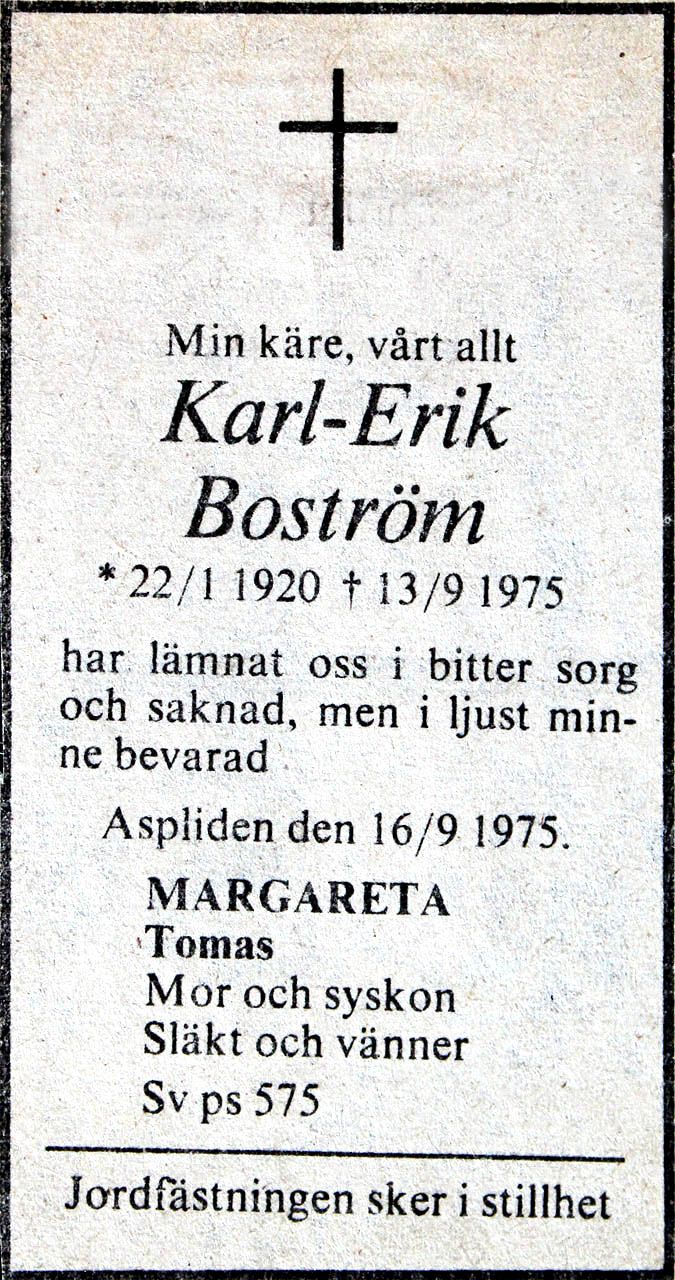 Min käre, vårt allt
Karl-Erik
Boström
* 22/1 1920 † 13/9 1975
har lämnat oss i bitter sorg
och saknad, men i ljust min-
ne bevarad
Aspliden den 16/9 1975.
MARGARETA
Tomas
Mor och syskon
Släkt och vänner
Sv ps 575
Jordfästningen sker i stillhet